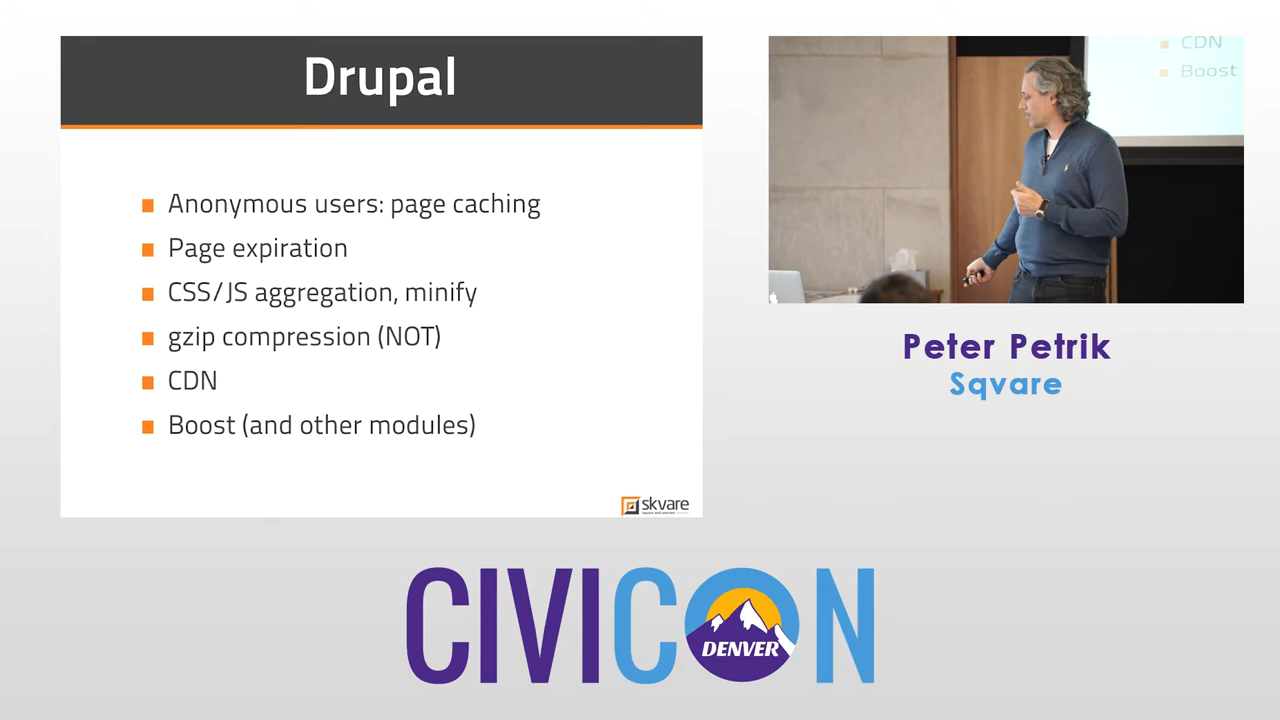 Drupal
Anonymous users: page caching
Page expiration
CSS/JS aggregation, minify
gzip compression (NOT)
CDN
Boost (and other modules)
skvare
CDN
Boost
Peter Petrik
Sqvare
CIVICON
DENVER